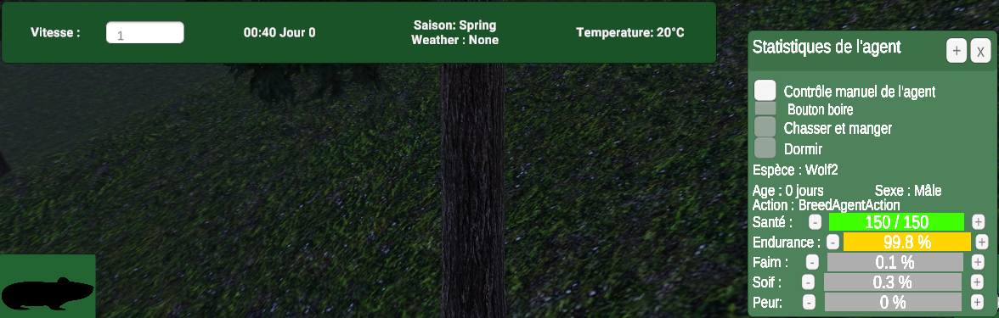 Vitesse :
1
00:40 Jour 0
Saison: Spring
Weather : None
Temperature: 20°C
Statistiques de l'agent
+ X
Contrôle manuel de l'agent
Bouton boire
Chasser et manger
Dormir
Espèce : Wolf2
Age : 0 jours Sexe : Mâle
Action : BreedAgentAction
Santé : - 150 / 150 +
Endurance : - 99.8 % +
Faim : - 0.1 % +
Soif : - 0.3 % +
Peur: - 0 % +